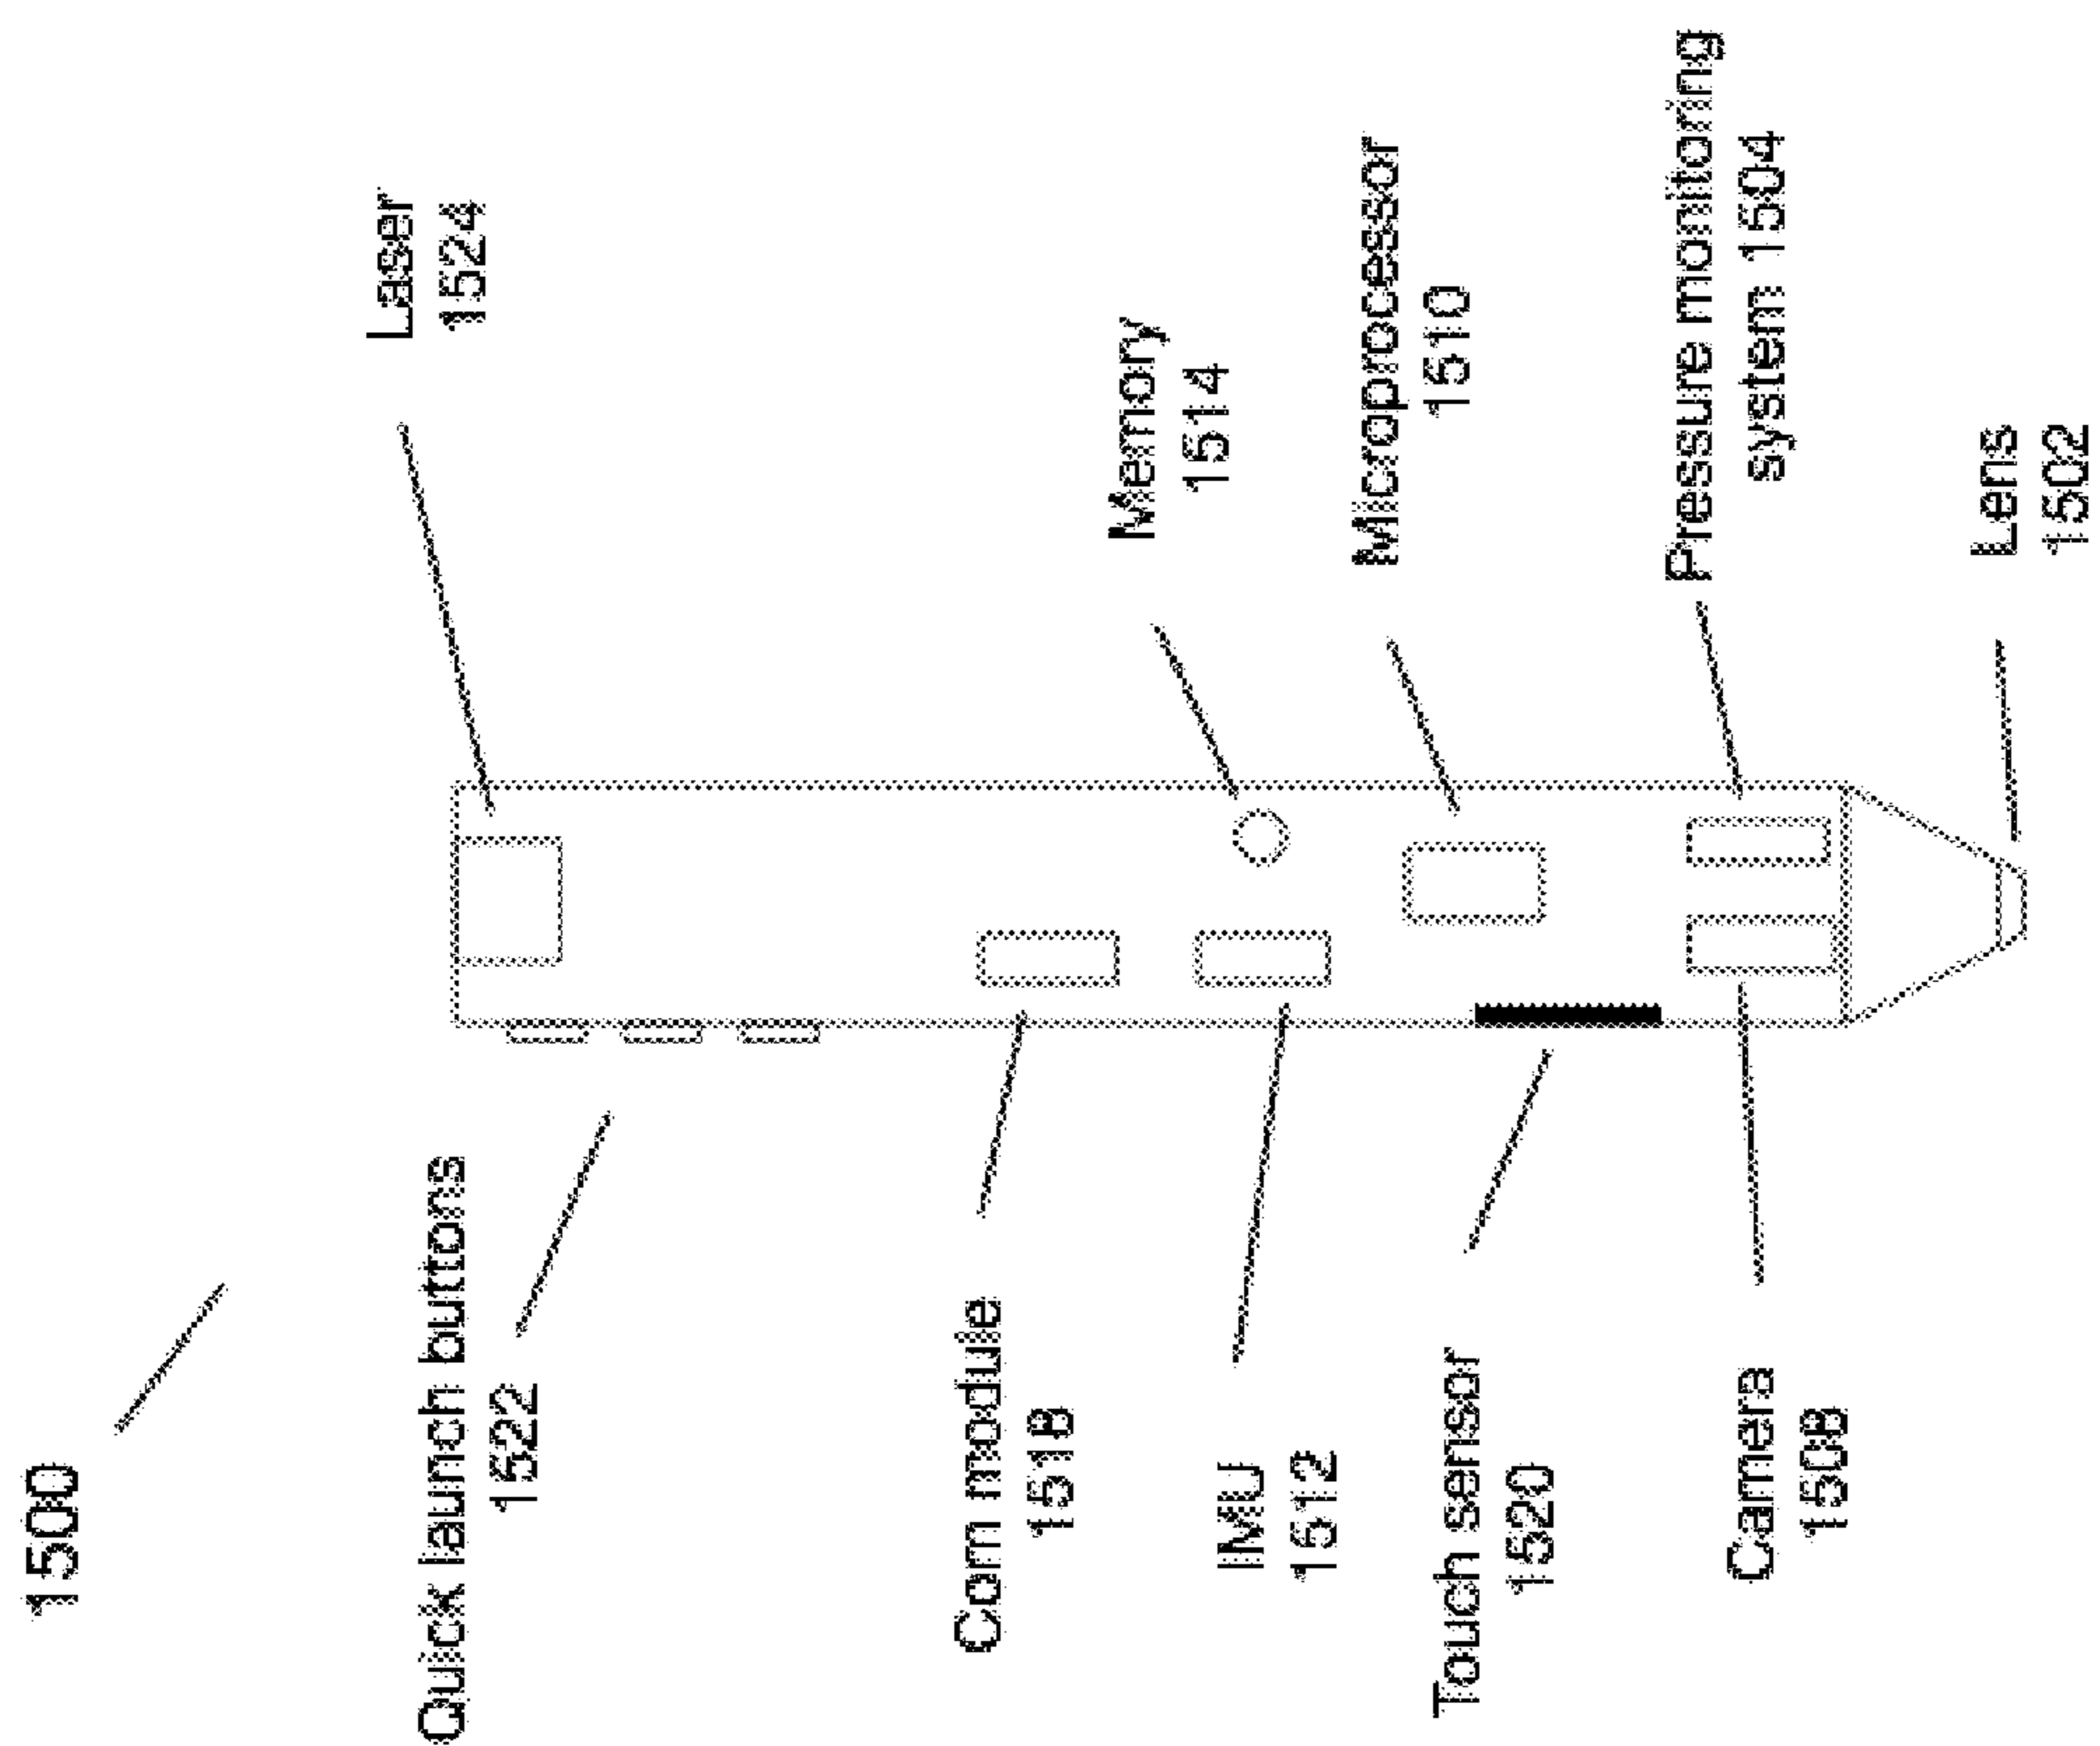 1500
Laser
1524
Quick launch buttons
1522
Com module
1518
Memory
1514
IMU
1512
Microprocessor
1510
Touch sensor
1520
Pressure monitoring
system 1504
Camera
1508
Lens
1502